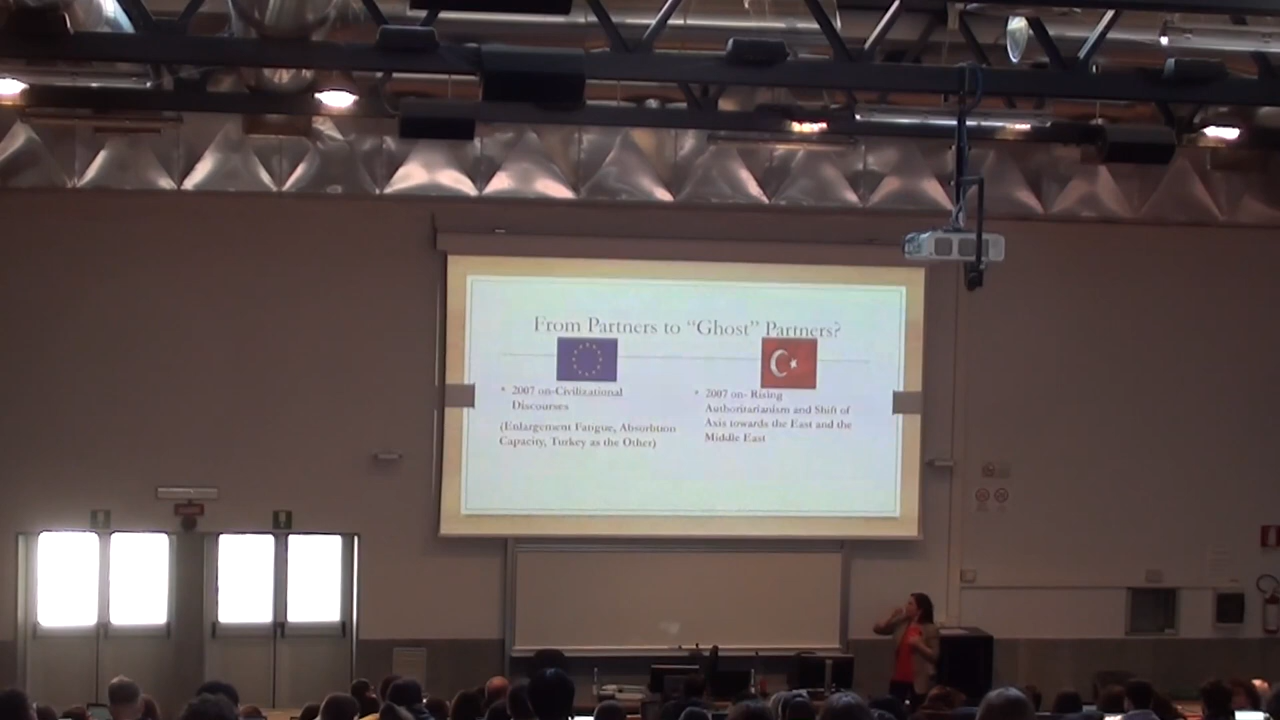 From Partners to “Ghost” Partners?
* 2007 on-Civilizational
Discourses
(Enlargement Fatigue, Absorbtion
Capacity, Turkey as the Other)
* 2007 on- Rising
Authoritarianism and Shift of
Axis towards the East and the
Middle East